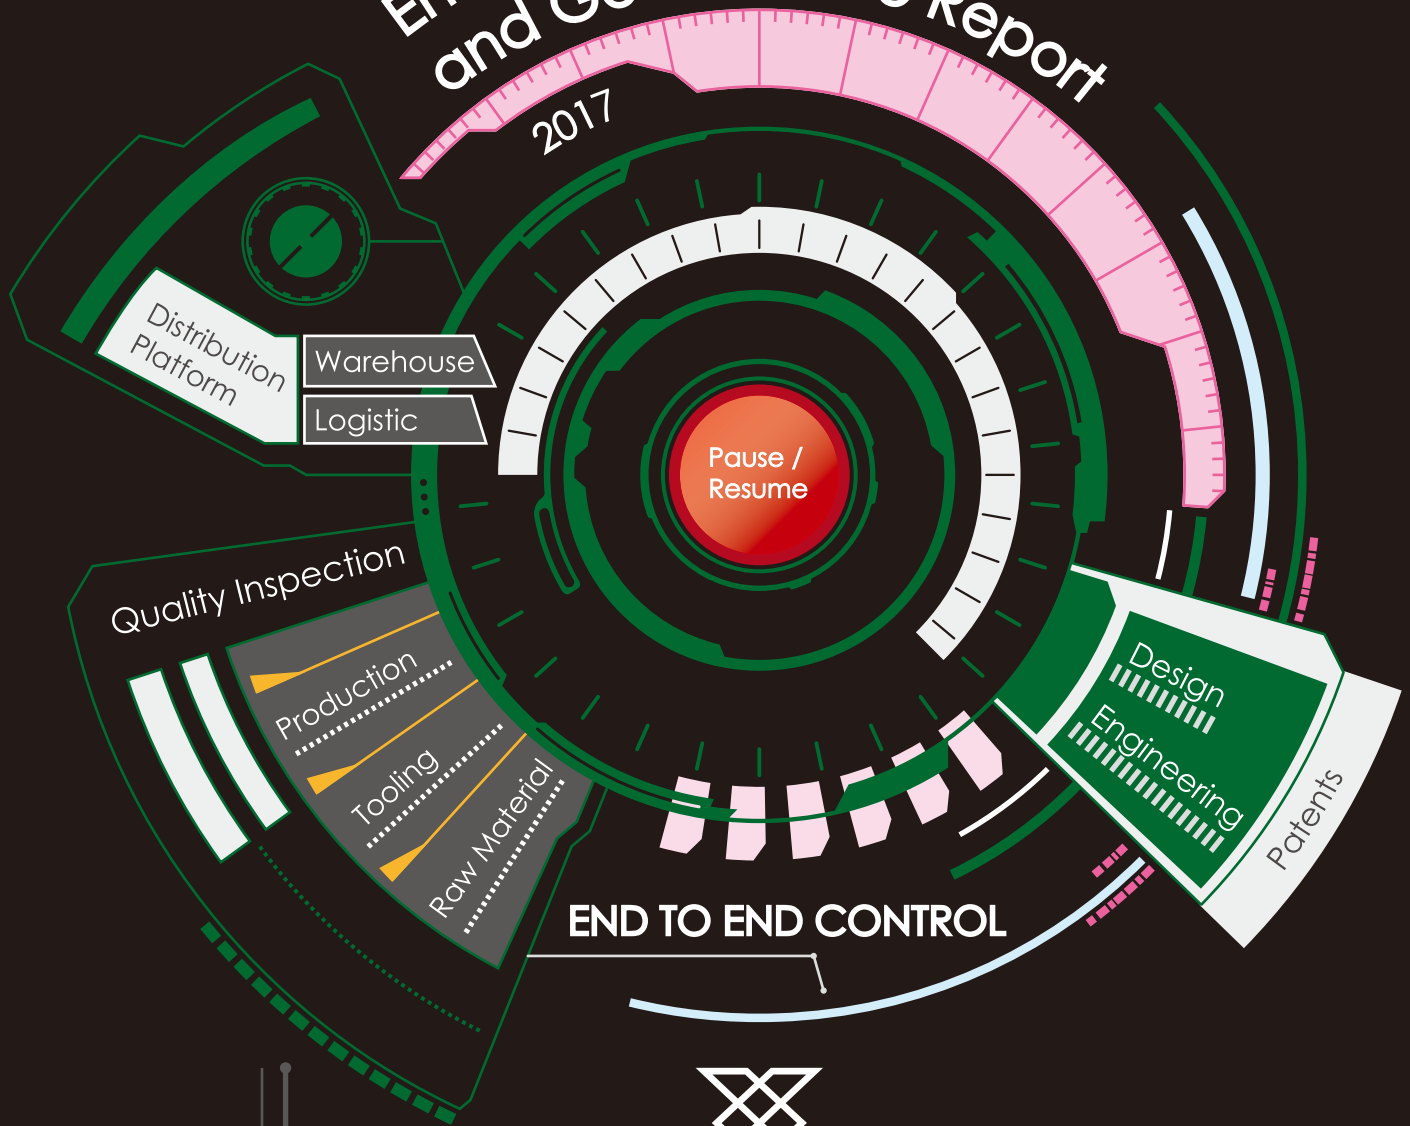 and Report
2017
Distribution
Platform
Warehouse
Logistic
Pause /
Resume
Quality Inspection
Production
Tooling
Raw Material
Design
Engineering
Patents
END TO END CONTROL